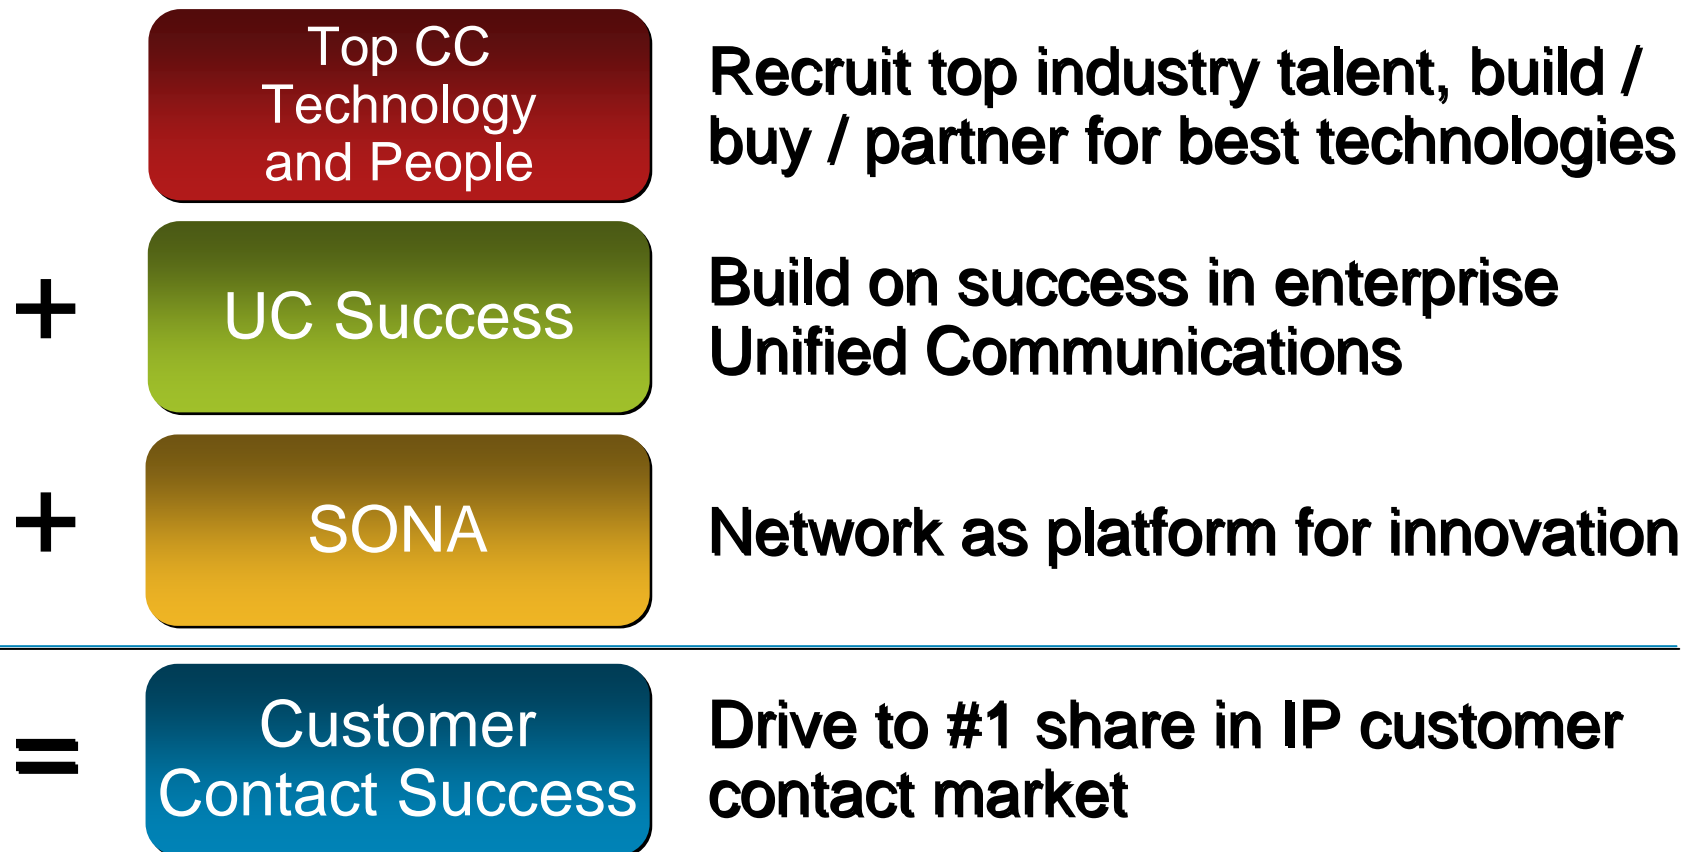 Top CC
Technology
and People
Recruit top industry talent, build /
buy / partner for best technologies
+
UC Success
Build on success in enterprise
Unified Communications
+
SONA
Network as platform for innovation
=
Customer
Contact Success
Drive to #1 share in IP customer
contact market